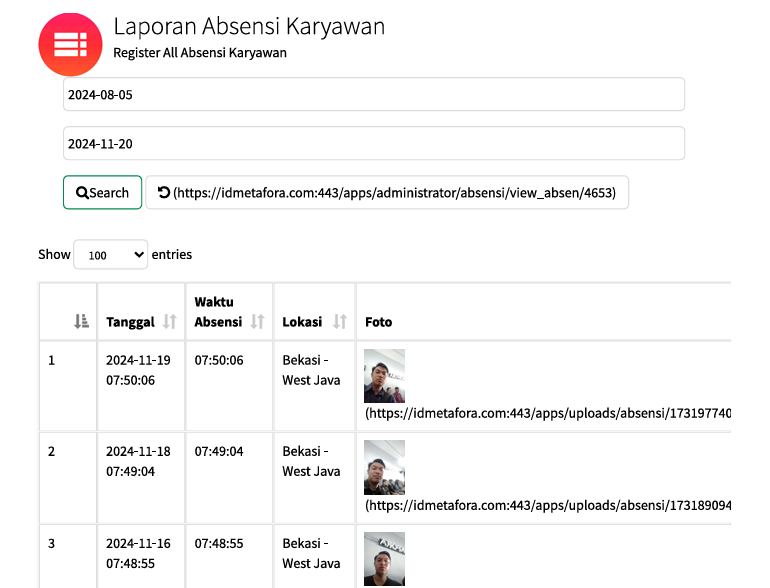 Laporan Absensi Karyawan
Register All Absensi Karyawan
2024-08-05
2024-11-20
Search (https://idmetafora.com:443/apps/administrator/absensi/view_absen/4653)
Show 100 entries
Tanggal Waktu Absensi Lokasi Foto
1 2024-11-19 07:50:06 07:50:06 Bekasi - West Java
(https://idmetafora.com:443/apps/uploads/absensi/173197740
2 2024-11-18 07:49:04 07:49:04 Bekasi - West Java
(https://idmetafora.com:443/apps/uploads/absensi/173189094
3 2024-11-16 07:48:55 07:48:55 Bekasi - West Java